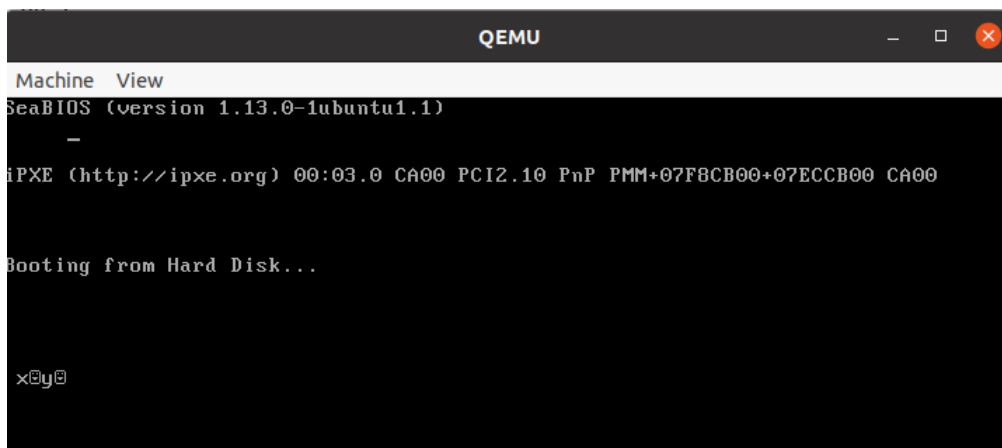 QEMU
Machine View
SeaBIOS (version 1.13.0-1ubuntu1.1)
_
iPXE (http://ipxe.org) 00:03.0 CA00 PCI2.10 PnP PMM+07F8CB00+07ECCB00 CA00
Booting from Hard Disk...
x☺y☺